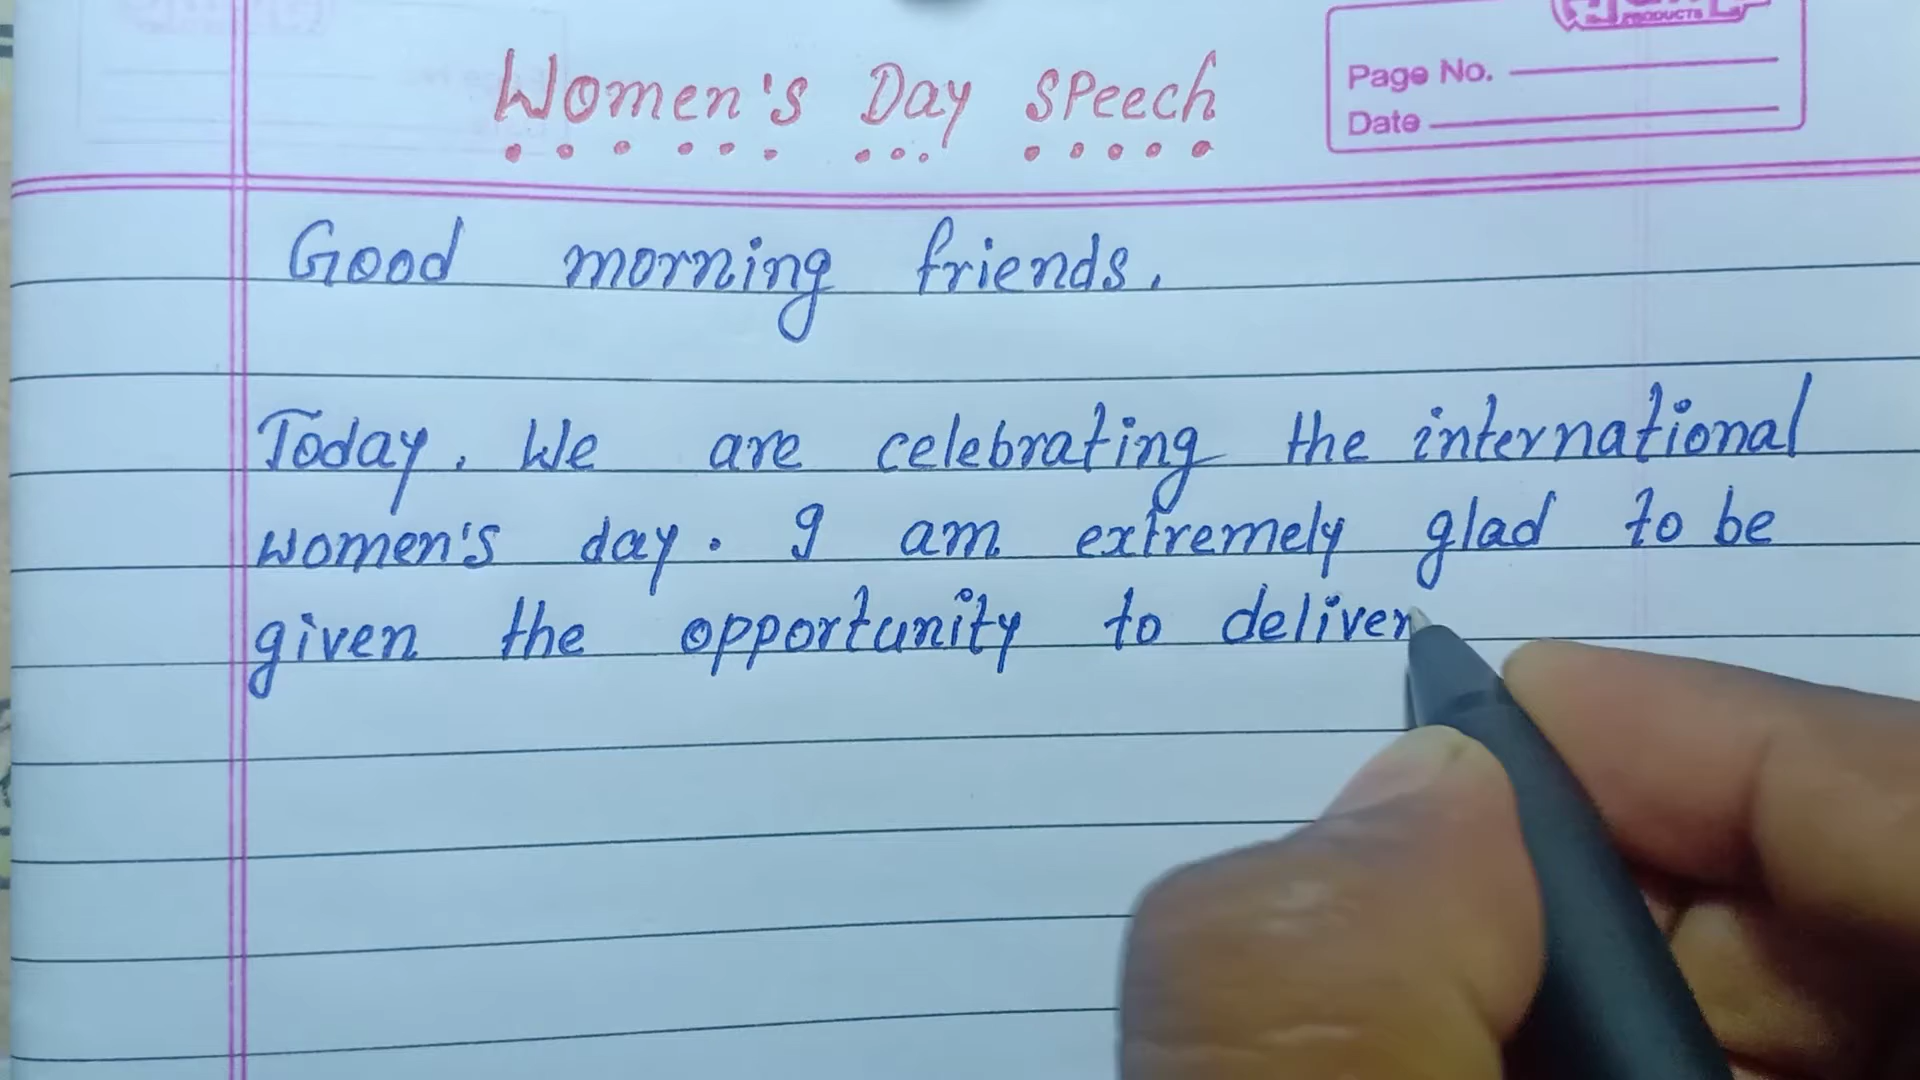 PRODUCTS
Page No.
Date
Women's Day speech
Good morning friends,
Today, We are celebrating the international
women's day. I am extremely glad to be
given the opportunity to deliver